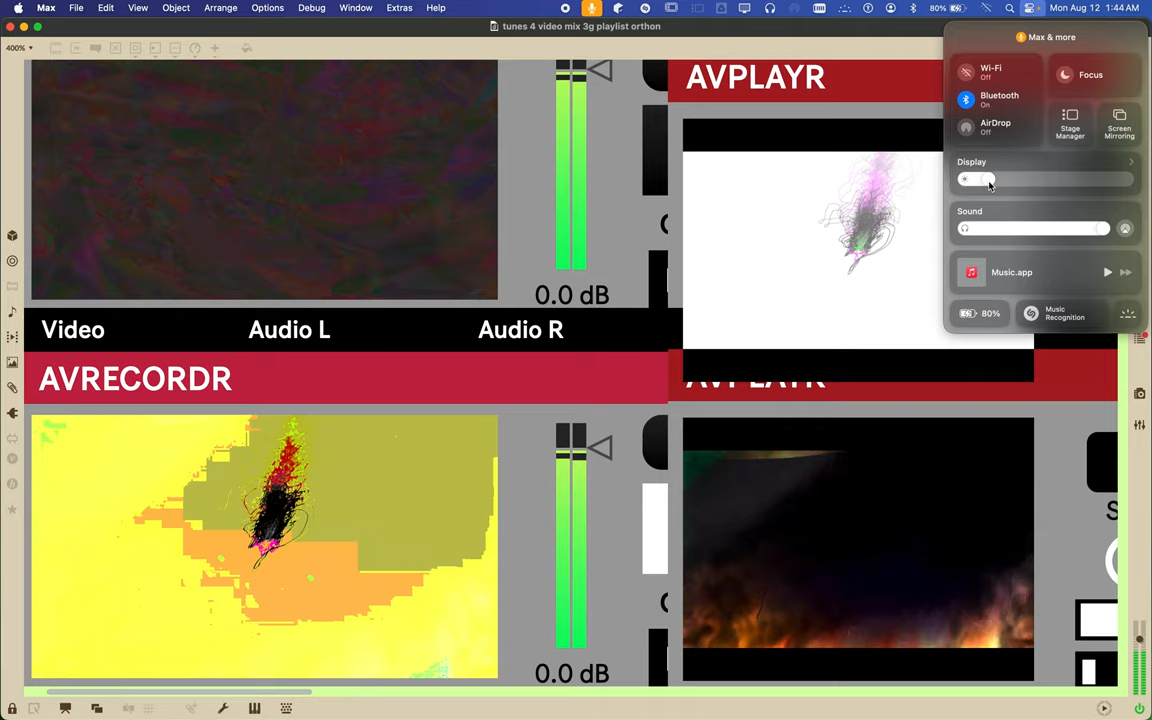 Max File Edit View Object Arrange Options Debug Window Extras Help
80% Mon Aug 12 1:44 AM
tunes 4 video mix 3g playlist orthon
400%
Max & more
Wi-Fi
Off
Focus
Bluetooth
On
AirDrop
Off
Stage
Manager
Screen
Mirroring
Display
Sound
Music.app
80%
Music
Recognition
AVPLAYR
0.0 dB
Video Audio L Audio R
AVRECORDR
AVPLAYR
0.0 dB